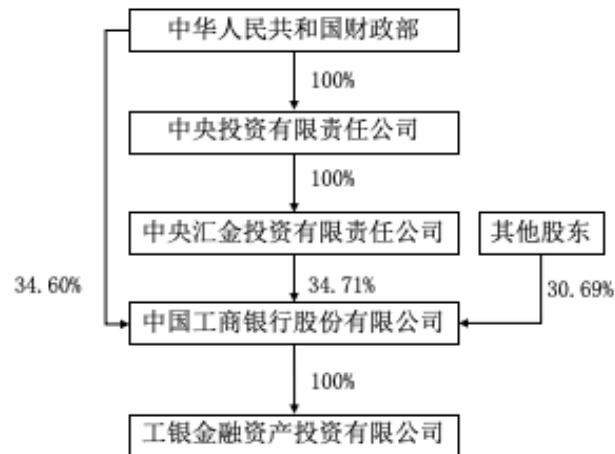 中华人民共和国财政部
100%
中央投资有限责任公司
100%
中央汇金投资有限责任公司
其他股东
34.60%
34.71%
30.69%
中国工商银行股份有限公司
100%
工银金融资产投资有限公司